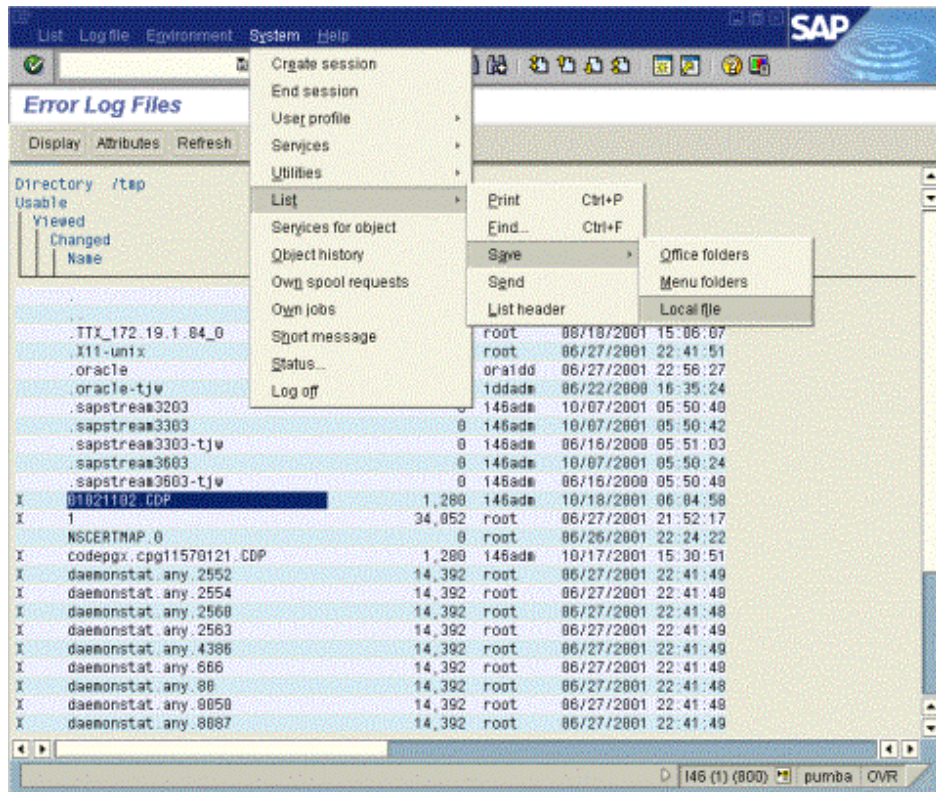 List Logfile Environment System Help
SAP
Error Log Files
Display Attributes Refresh
Create session
End session
User profile
Services
Utilities
List
Services for object
Object history
Own spool requests
Own jobs
Short message
Status...
Log off
Print Ctrl+P
Find... Ctrl+F
Save
Send
List header
Office folders
Menu folders
Local file
Directory /tmp
Usable
Viewed
Changed
Name
.
..
.TTX_172.19.1.84_0 root 08/18/2001 15:06:07
.X11-unix root 06/27/2001 22:41:51
.oracle oraidd 06/27/2001 22:56:27
.oracle-tjw iddadm 06/22/2000 16:35:24
.sapstream3203 0 146adm 10/07/2001 05:50:40
.sapstream3303 0 146adm 10/07/2001 05:50:42
.sapstream3303-tjw 0 146adm 06/16/2000 05:51:03
.sapstream3603 0 146adm 10/07/2001 05:50:24
.sapstream3603-tjw 0 146adm 06/16/2000 05:50:48
X 01021102.CDP 1,280 146adm 10/18/2001 06:04:58
X 1 34,052 root 06/27/2001 21:52:17
NSCERTMAP.0 0 root 06/26/2001 22:24:22
X codepgx.cpg11570121.CDP 1,280 146adm 10/17/2001 15:30:51
X daemonstat.any.2552 14,392 root 06/27/2001 22:41:49
X daemonstat.any.2554 14,392 root 06/27/2001 22:41:48
X daemonstat.any.2560 14,392 root 06/27/2001 22:41:48
X daemonstat.any.2563 14,392 root 06/27/2001 22:41:49
X daemonstat.any.4386 14,392 root 06/27/2001 22:41:49
X daemonstat.any.666 14,392 root 06/27/2001 22:41:48
X daemonstat.any.80 14,392 root 06/27/2001 22:41:48
X daemonstat.any.8050 14,392 root 06/27/2001 22:41:48
X daemonstat.any.8087 14,392 root 06/27/2001 22:41:49
I46 (1) (800) pumba OVR